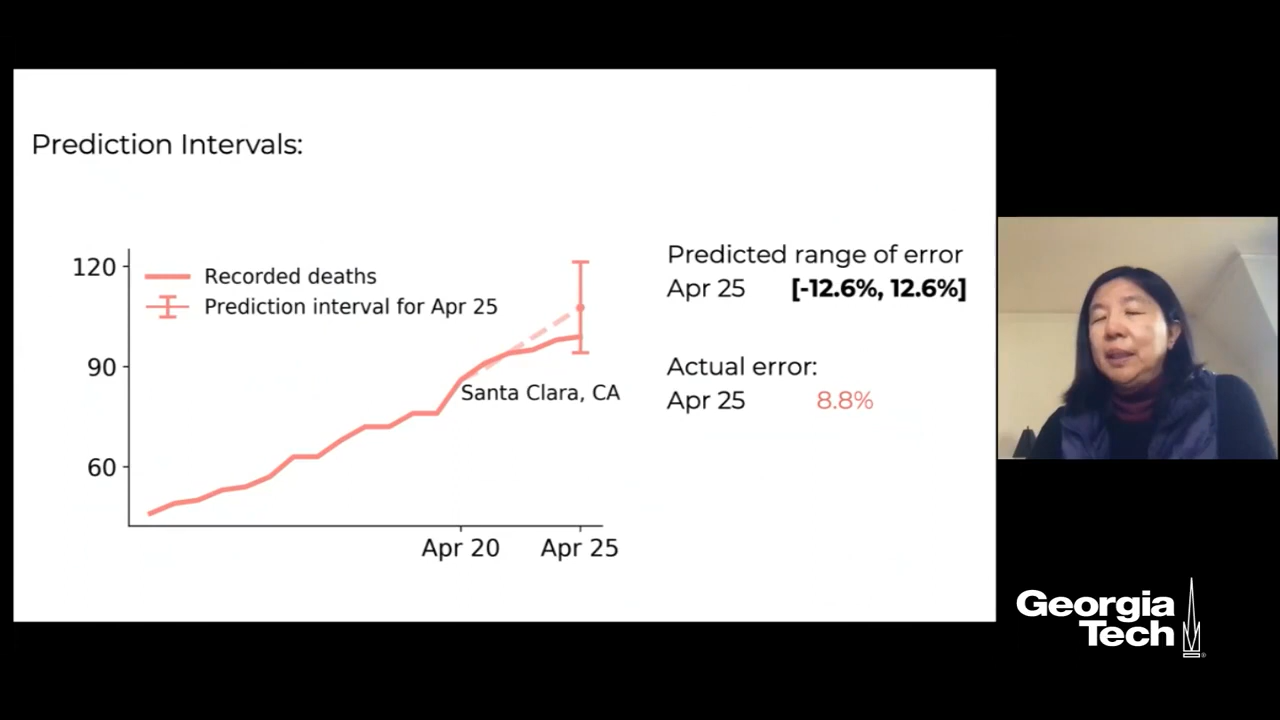 Prediction Intervals:
120
90
60
Recorded deaths
Prediction interval for Apr 25
Santa Clara, CA
Apr 20
Apr 25
Predicted range of error
Apr 25 [-12.6%, 12.6%]
Actual error:
Apr 25 8.8%
Georgia
Tech